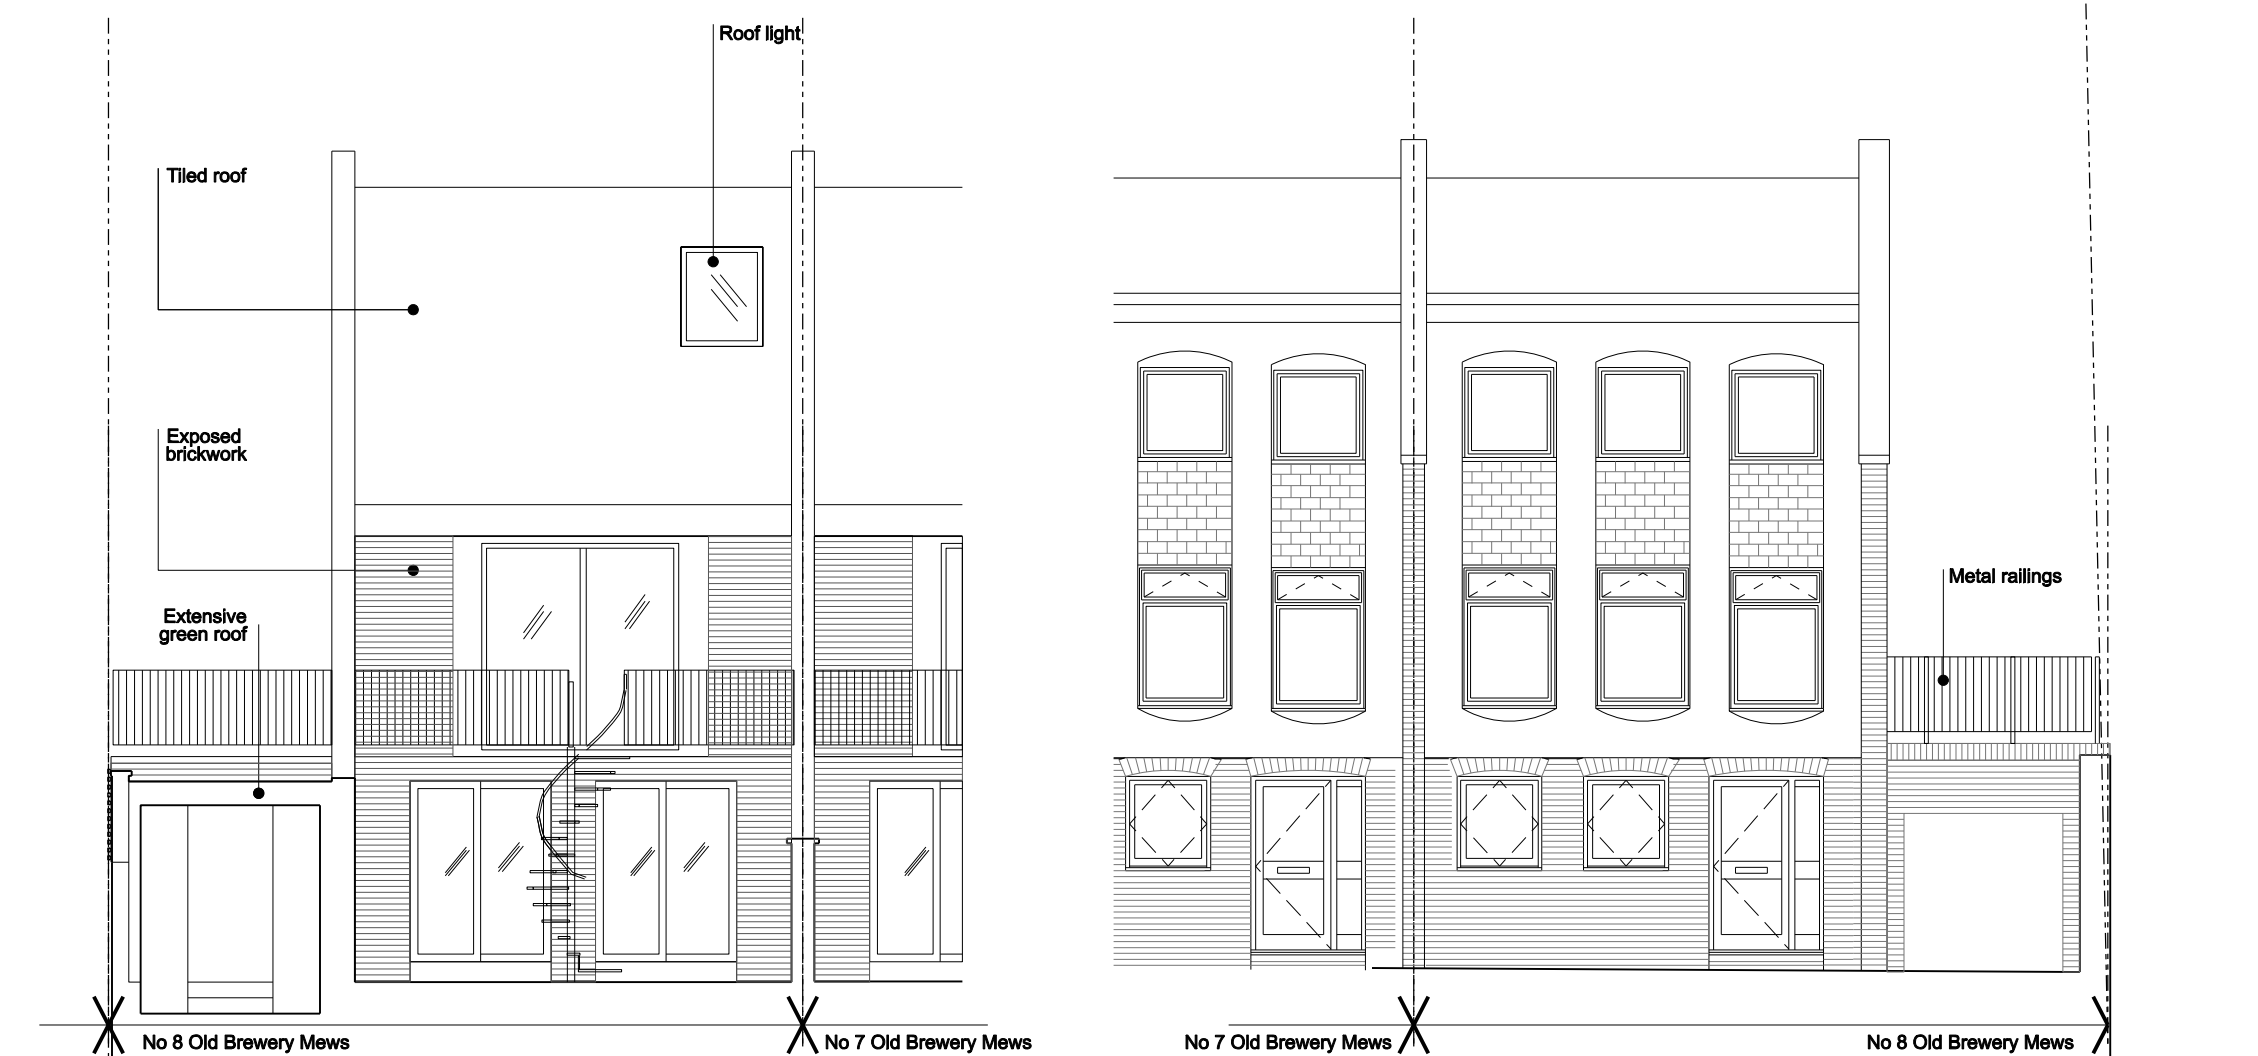 Roof light
Tiled roof
Exposed
brickwork
Extensive
green roof
Metal railings
No 8 Old Brewery Mews
No 7 Old Brewery Mews
No 7 Old Brewery Mews
No 8 Old Brewery Mews